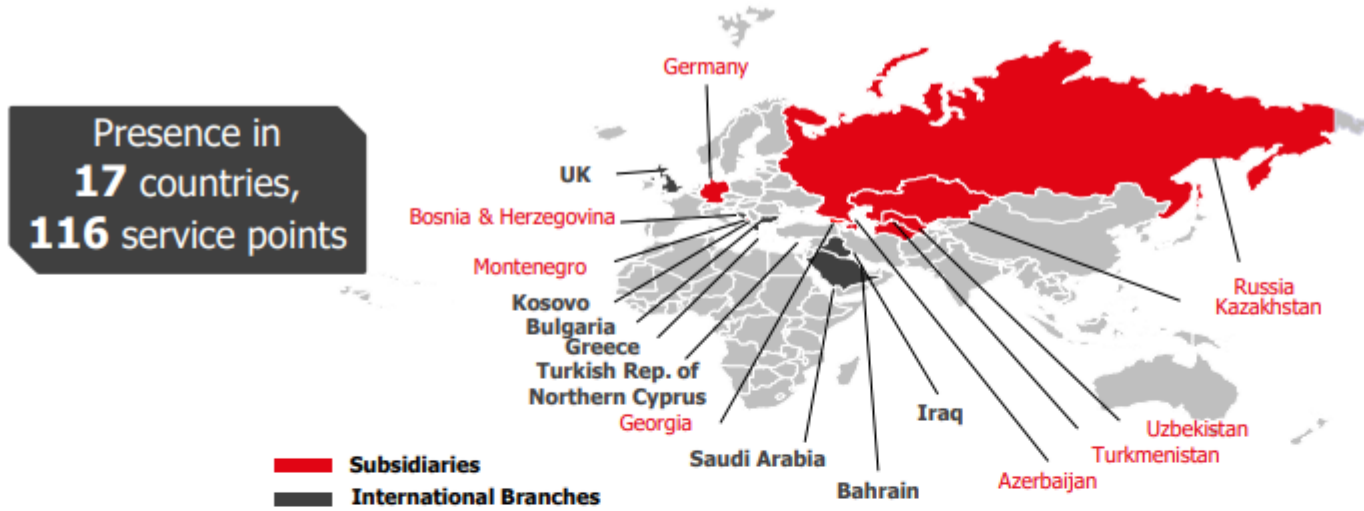 Presence in
17 countries,
116 service points
Germany
UK
Bosnia & Herzegovina
Montenegro
Kosovo
Bulgaria
Greece
Turkish Rep. of
Northern Cyprus
Georgia
Saudi Arabia
Bahrain
Iraq
Azerbaijan
Turkmenistan
Uzbekistan
Russia
Kazakhstan
Subsidiaries
International Branches